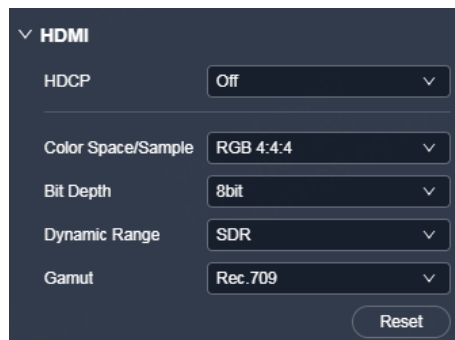 HDMI
HDCP Off
Color Space/Sample RGB 4:4:4
Bit Depth 8bit
Dynamic Range SDR
Gamut Rec.709
Reset